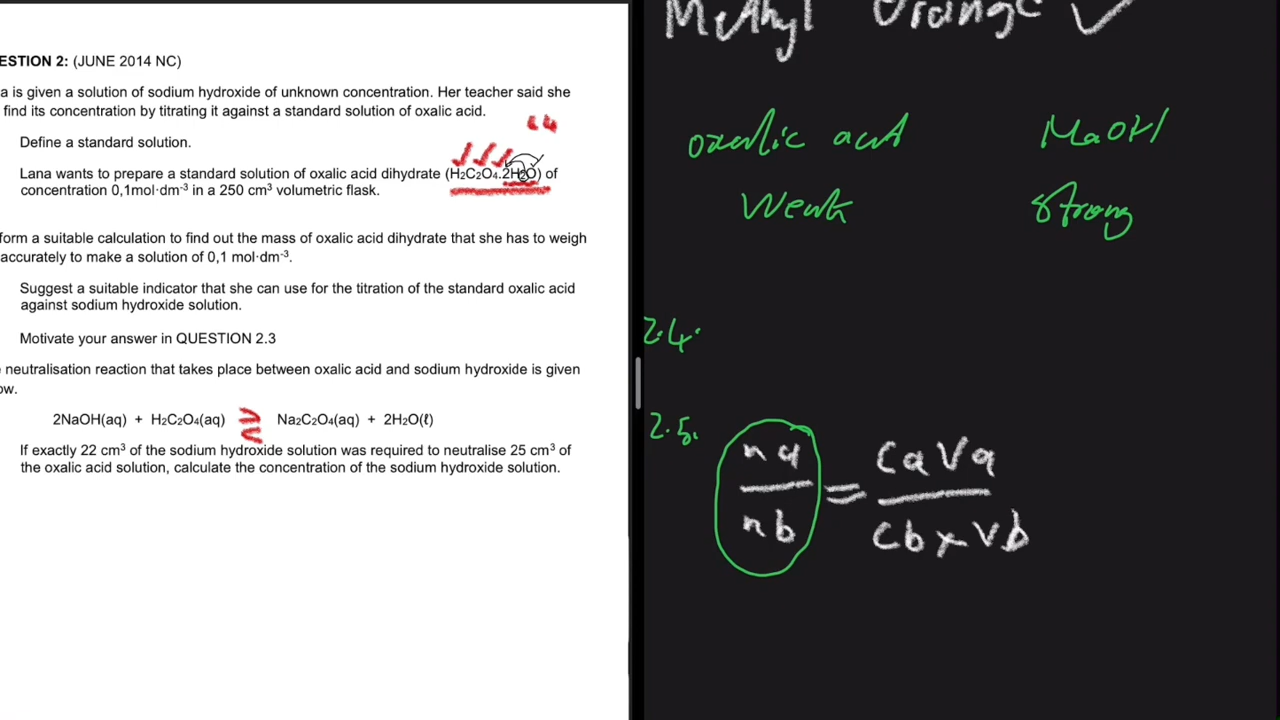 ESTION 2: (JUNE 2014 NC)
a is given a solution of sodium hydroxide of unknown concentration. Her teacher said she
find its concentration by titrating it against a standard solution of oxalic acid.
Define a standard solution.
Lana wants to prepare a standard solution of oxalic acid dihydrate (H₂C₂O₄.2H₂O) of
concentration 0,1mol·dm⁻³ in a 250 cm³ volumetric flask.
form a suitable calculation to find out the mass of oxalic acid dihydrate that she has to weigh
accurately to make a solution of 0,1 mol·dm⁻³.
Suggest a suitable indicator that she can use for the titration of the standard oxalic acid
against sodium hydroxide solution.
Motivate your answer in QUESTION 2.3
neutralisation reaction that takes place between oxalic acid and sodium hydroxide is given
ow.
2NaOH(aq) + H₂C₂O₄(aq) ⇌ Na₂C₂O₄(aq) + 2H₂O(ℓ)
If exactly 22 cm³ of the sodium hydroxide solution was required to neutralise 25 cm³ of
the oxalic acid solution, calculate the concentration of the sodium hydroxide solution.
Methyl Orange ✓
oxalic acid NaOH
Weak Strong
2.4.
2.5.
na = CaVa
nb Cb×Vb